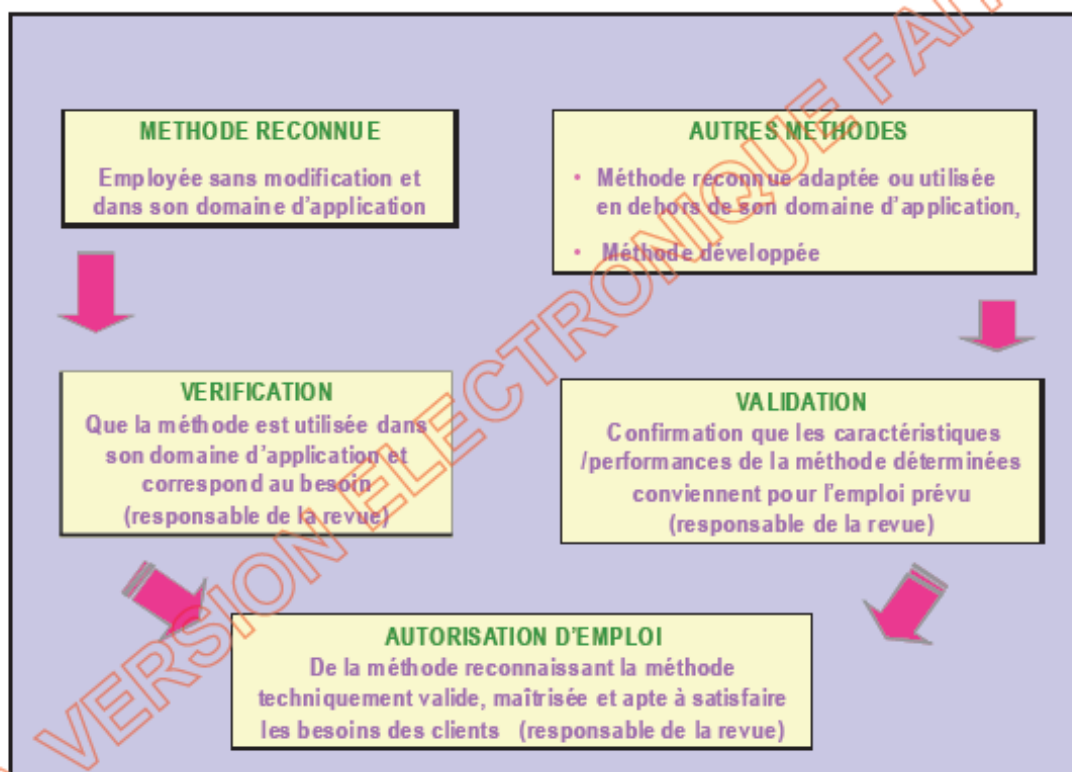 METHODE RECONNUE
Employée sans modification et
dans son domaine d'application
AUTRES METHODES
• Méthode reconnue adaptée ou utilisée
en dehors de son domaine d'application,
• Méthode développée
VERIFICATION
Que la méthode est utilisée dans
son domaine d'application et
correspond au besoin
(responsable de la revue)
VALIDATION
Confirmation que les caractéristiques
/performances de la méthode déterminées
conviennent pour l'emploi prévu
(responsable de la revue)
AUTORISATION D'EMPLOI
De la méthode reconnaissant la méthode
techniquement valide, maîtrisée et apte à satisfaire
les besoins des clients (responsable de la revue)
VERSION ELECTRONIQUE FAIT